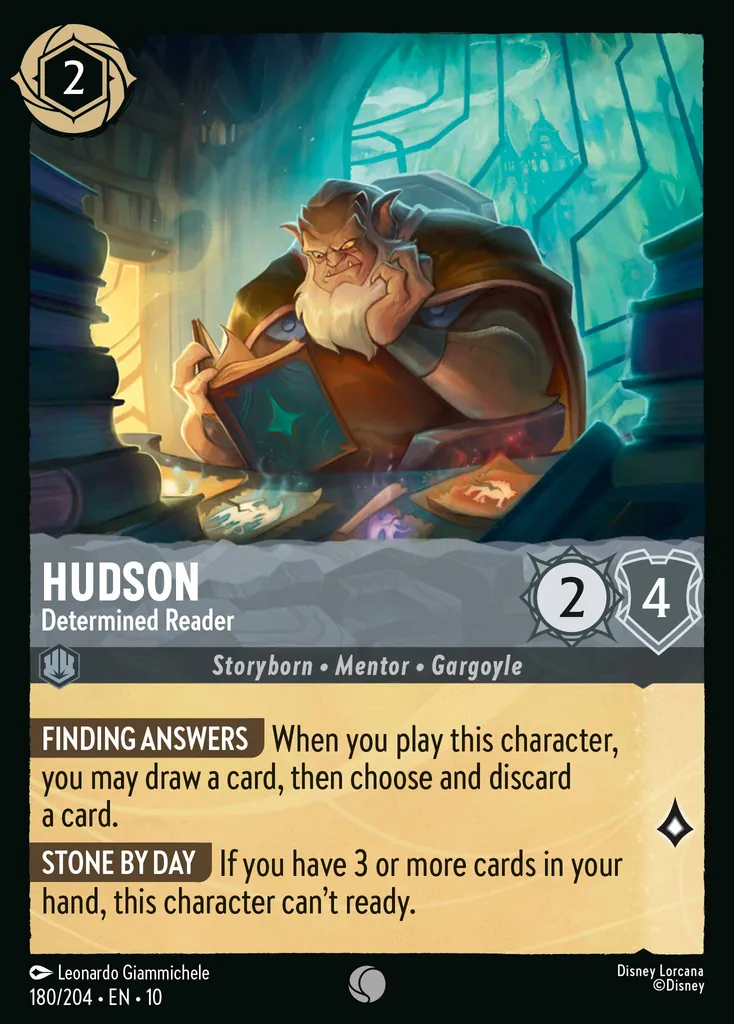 2
HUDSON
Determined Reader
2
4
Storyborn • Mentor • Gargoyle
FINDING ANSWERS When you play this character,
you may draw a card, then choose and discard
a card.
STONE BY DAY If you have 3 or more cards in your
hand, this character can't ready.
Leonardo Giammichele
180/204 • EN • 10
Disney Lorcana
©Disney